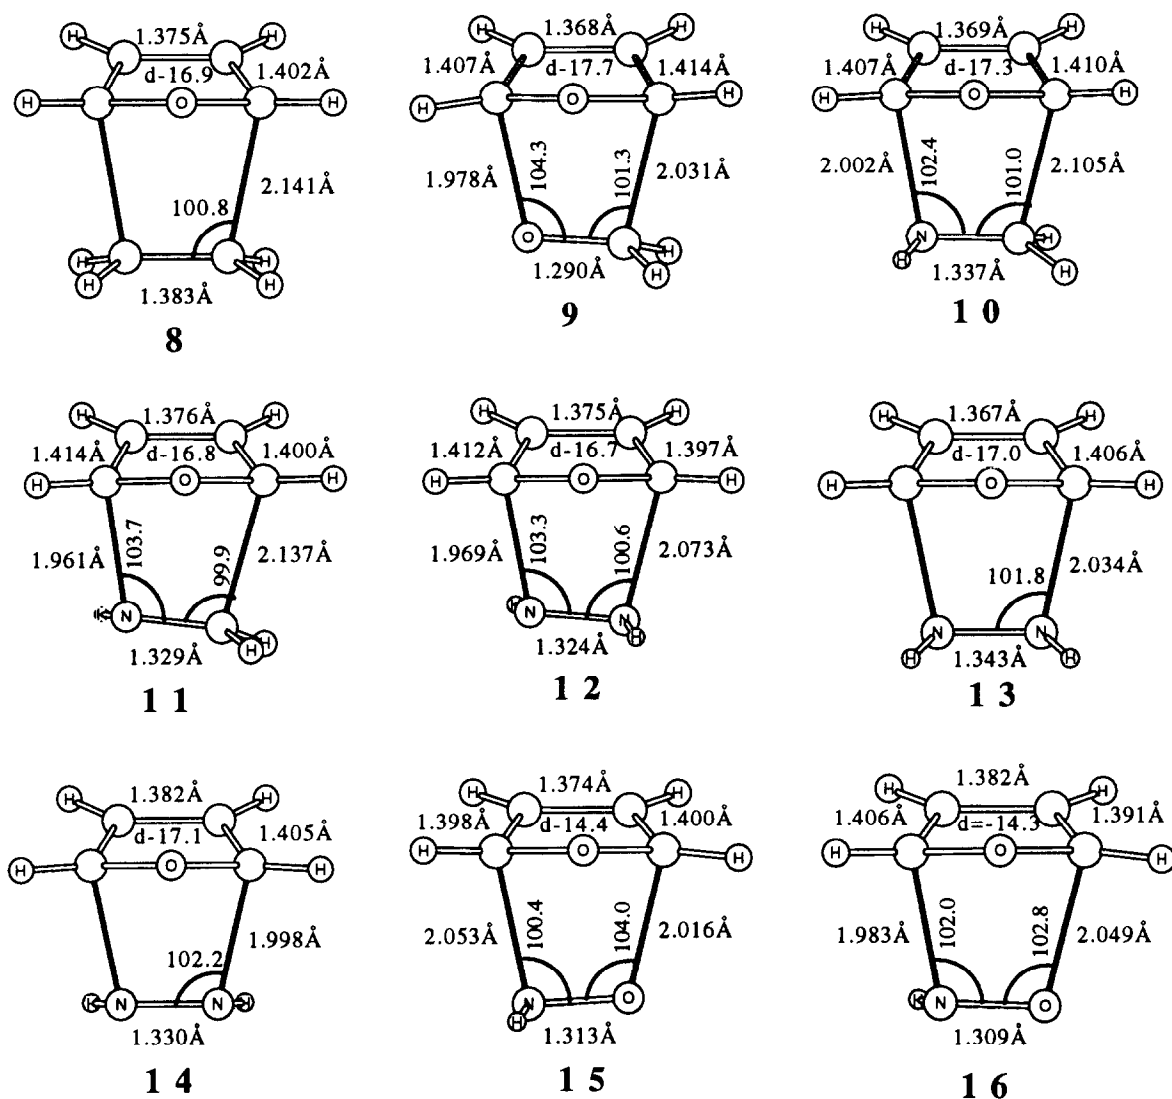 H 1.375Å H
d-16.9 1.402Å
H O H
2.141Å
100.8
H H H H
1.383Å
8
H 1.368Å H
1.407Å d-17.7 1.414Å
H O H
1.978Å 104.3 101.3 2.031Å
O H H
1.290Å
9
H 1.369Å H
1.407Å d-17.3 1.410Å
H O H
2.002Å 102.4 101.0 2.105Å
N H H H
1.337Å
1 0
H 1.376Å H
1.414Å d-16.8 1.400Å
H O H
1.961Å 103.7 99.9 2.137Å
H N H H
1.329Å
1 1
H 1.375Å H
1.412Å d-16.7 1.397Å
H O H
1.969Å 103.3 100.6 2.073Å
H N N H
1.324Å
1 2
H 1.367Å H
d-17.0 1.406Å
H O H
101.8 2.034Å
N N
H 1.343Å H
1 3
H 1.382Å H
d-17.1 1.405Å
H O H
1.998Å
102.2
H N N H
1.330Å
1 4
H 1.374Å H
1.398Å d-14.4 1.400Å
H O H
2.053Å 100.4 104.0 2.016Å
N O
H 1.313Å
1 5
H 1.382Å H
1.406Å d=-14.3 1.391Å
H O H
1.983Å 102.0 102.8 2.049Å
H N O
1.309Å
1 6